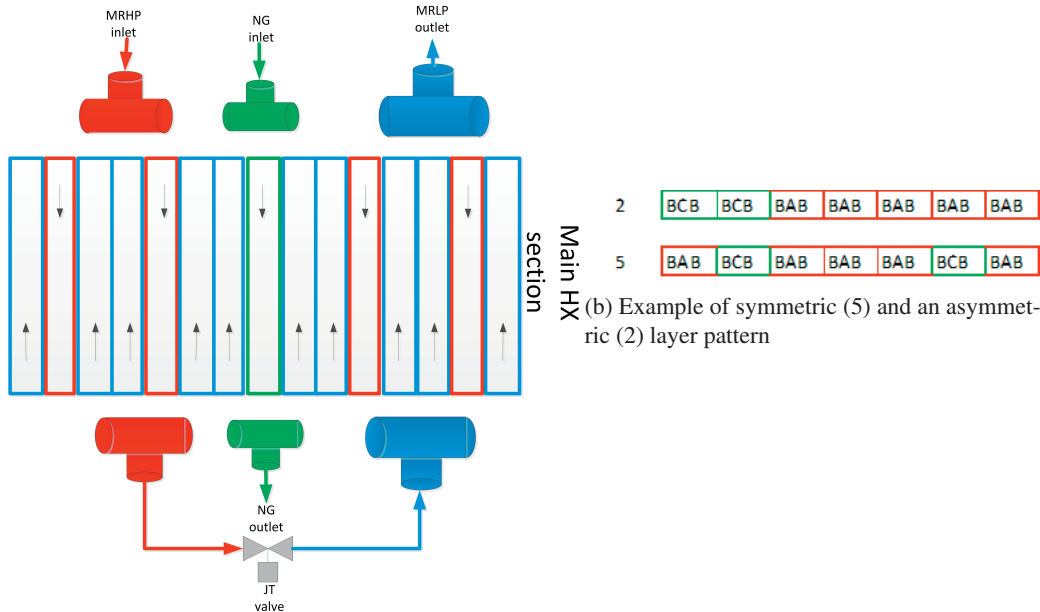 MRHP
inlet
NG
inlet
MRLP
outlet
Main HX
section
NG
outlet
JT
valve
2 BCB BCB BAB BAB BAB BAB BAB
5 BAB BCB BAB BAB BAB BCB BAB
(b) Example of symmetric (5) and an asymmet-
ric (2) layer pattern